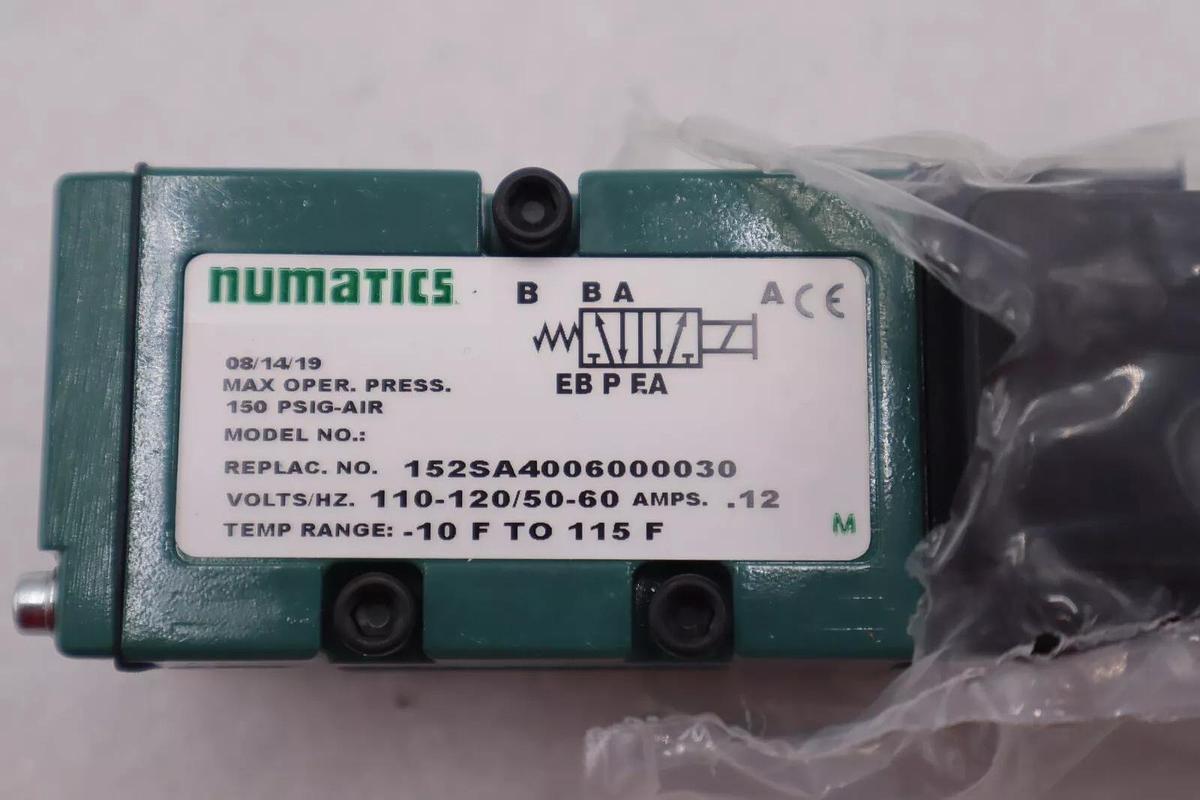 numatics
B B A A CE
EB P EA
08/14/19
MAX OPER. PRESS.
150 PSIG-AIR
MODEL NO.:
REPLAC. NO. 152SA4006000030
VOLTS/HZ. 110-120/50-60 AMPS. .12
TEMP RANGE: -10 F TO 115 F
M